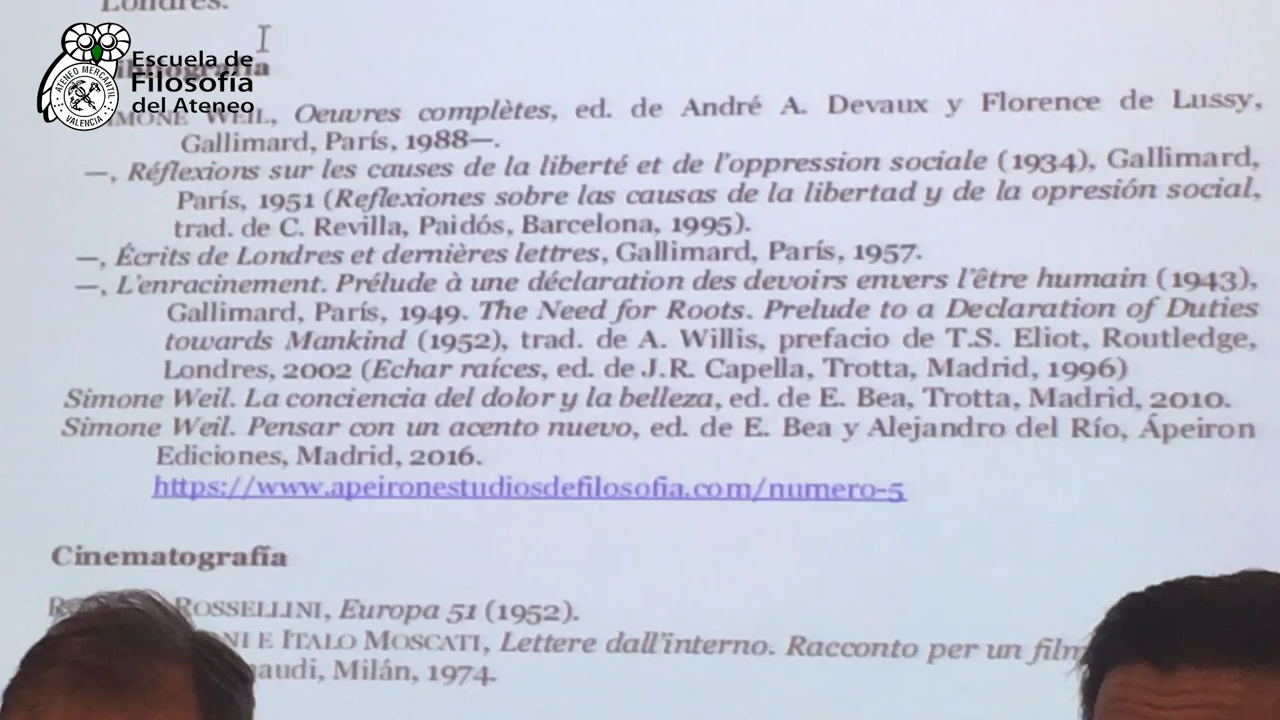 Londres.
Escuela de
Filosofía
del Ateneo
ATENEO MERCANTIL
VALENCIA
Bibliografía
SIMONE WEIL, Oeuvres complètes, ed. de André A. Devaux y Florence de Lussy,
Gallimard, París, 1988—.
—, Réflexions sur les causes de la liberté et de l'oppression sociale (1934), Gallimard,
París, 1951 (Reflexiones sobre las causas de la libertad y de la opresión social,
trad. de C. Revilla, Paidós, Barcelona, 1995).
—, Écrits de Londres et dernières lettres, Gallimard, París, 1957.
—, L'enracinement. Prélude à une déclaration des devoirs envers l'être humain (1943),
Gallimard, París, 1949. The Need for Roots. Prelude to a Declaration of Duties
towards Mankind (1952), trad. de A. Willis, prefacio de T.S. Eliot, Routledge,
Londres, 2002 (Echar raíces, ed. de J.R. Capella, Trotta, Madrid, 1996)
Simone Weil. La conciencia del dolor y la belleza, ed. de E. Bea, Trotta, Madrid, 2010.
Simone Weil. Pensar con un acento nuevo, ed. de E. Bea y Alejandro del Río, Ápeiron
Ediciones, Madrid, 2016.
https://www.apeironestudiosdefilosofia.com/numero-5
Cinematografía
ROSSELLINI, Europa 51 (1952).
E ITALO MOSCATI, Lettere dall'interno. Racconto per un film
Milán, 1974.